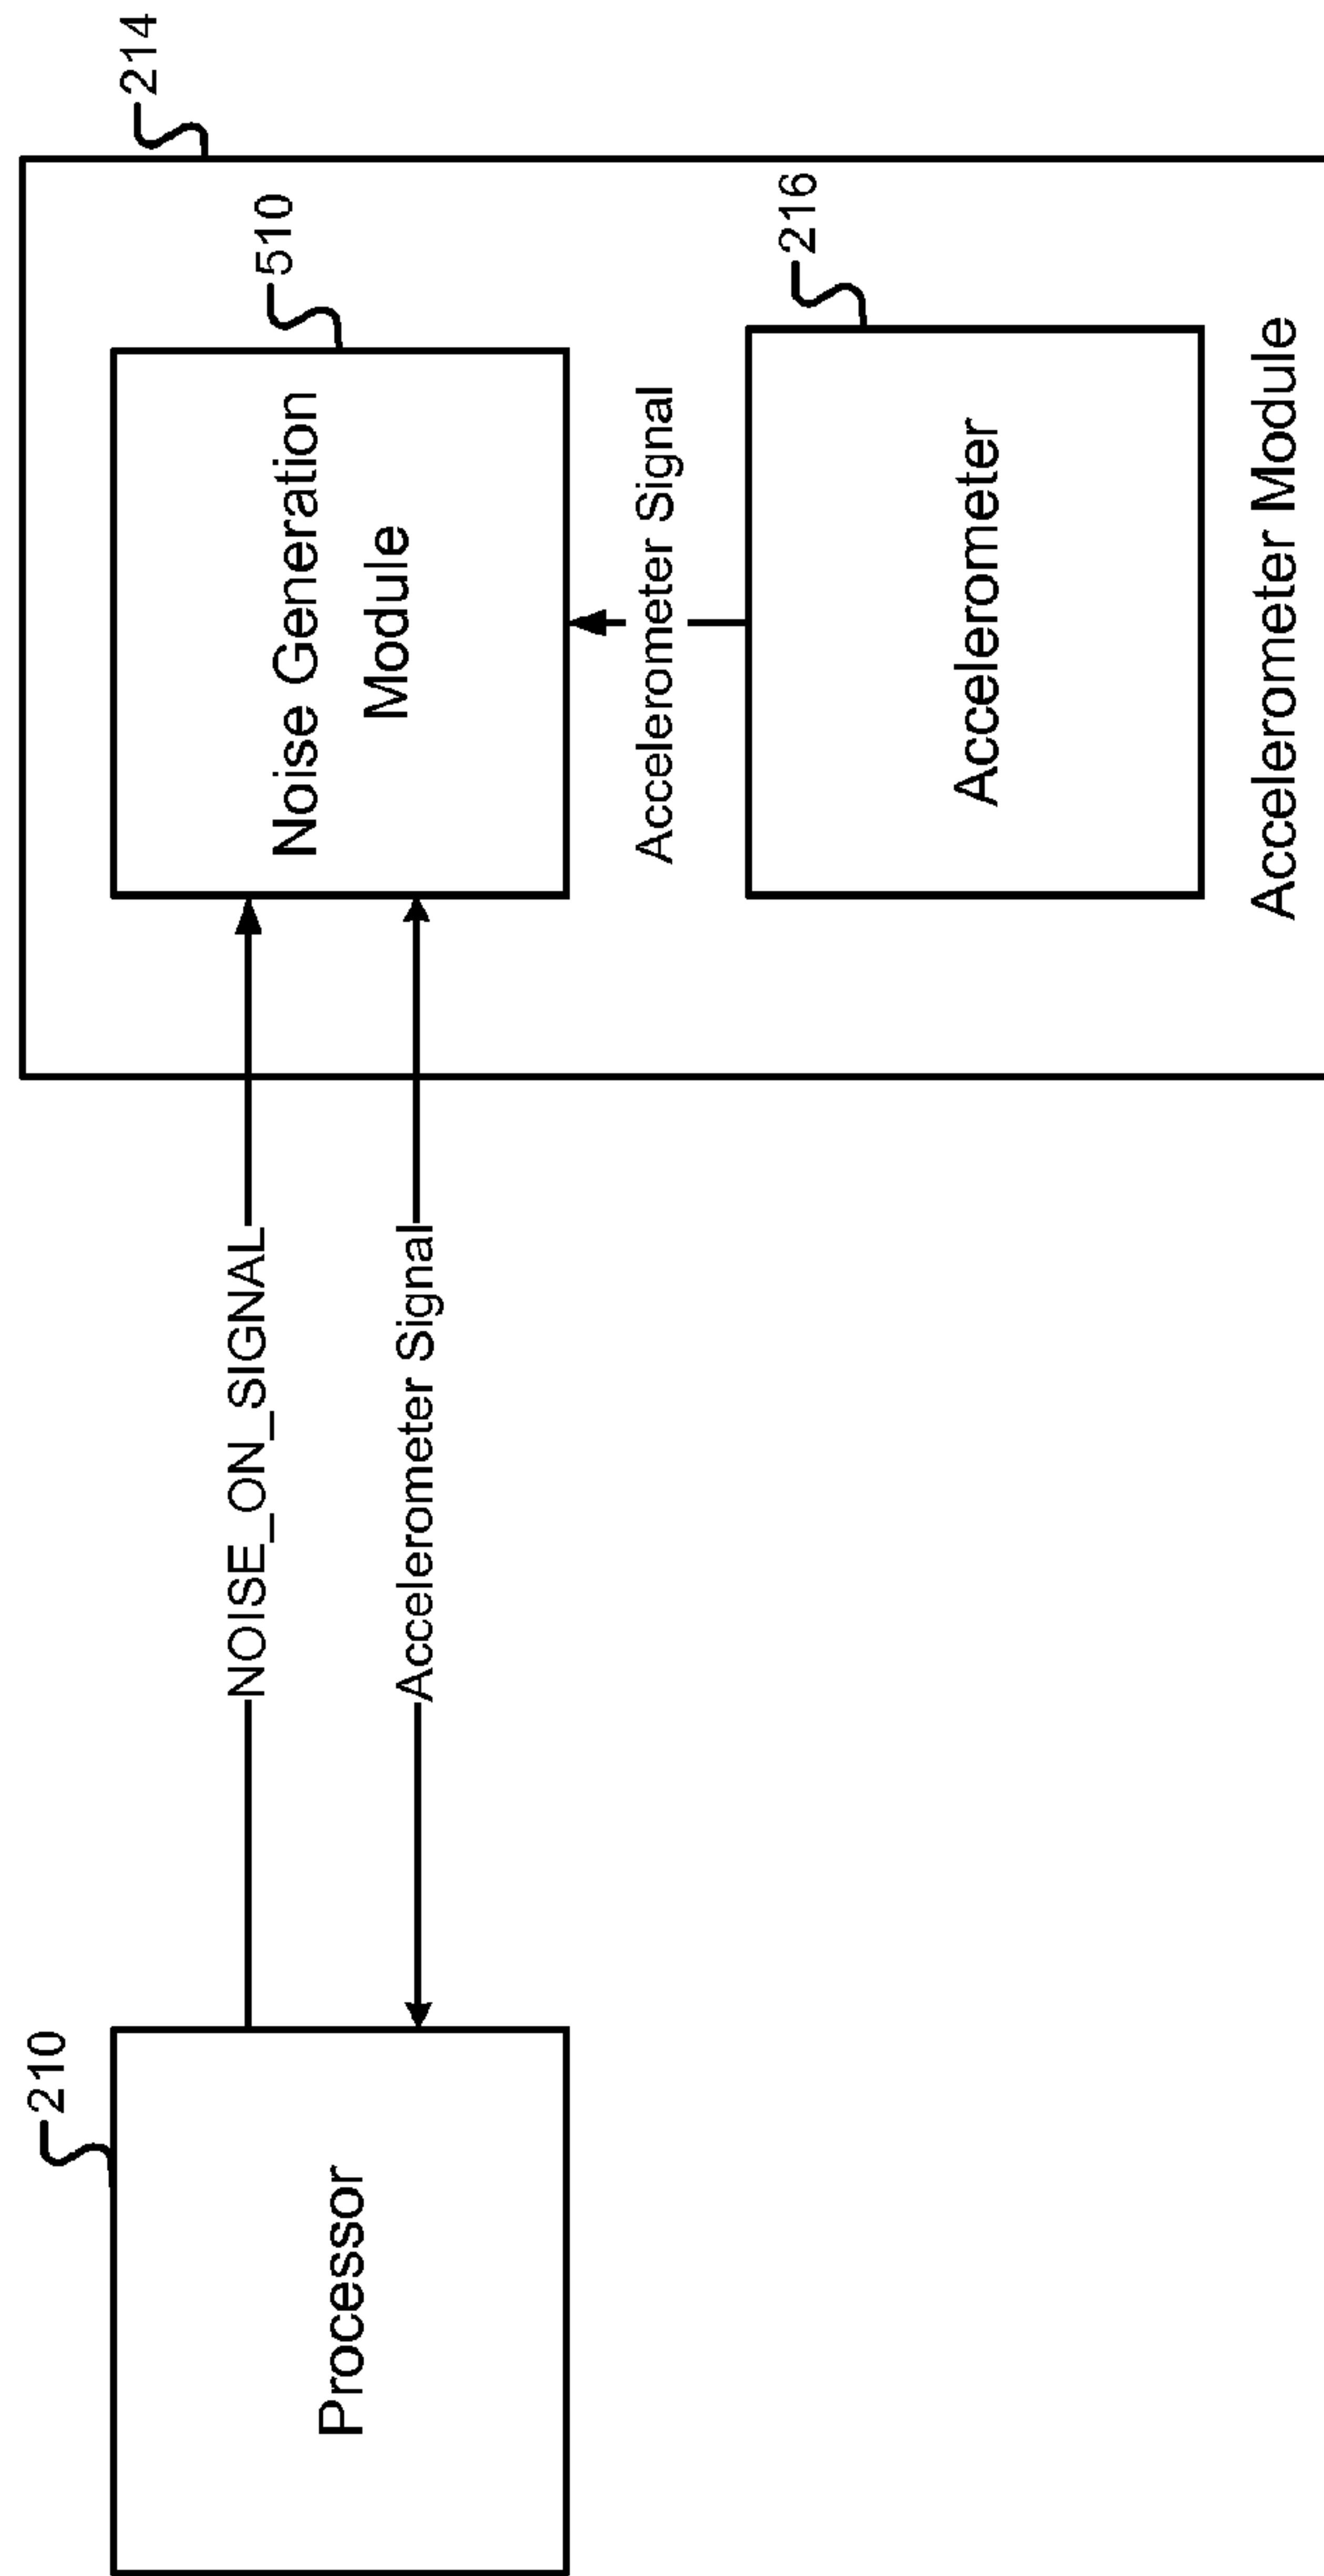 210
Processor
NOISE_ON_SIGNAL
Accelerometer Signal
214
510
Noise Generation
Module
Accelerometer Signal
216
Accelerometer
Accelerometer Module